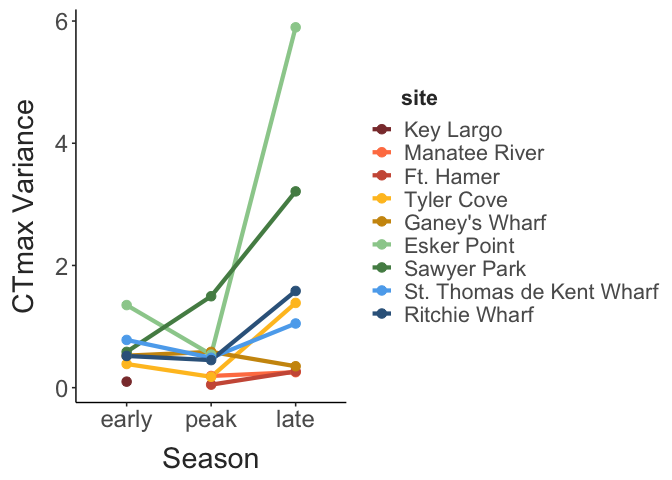 6
4
2
0
CTmax Variance
early peak late
Season
site
Key Largo
Manatee River
Ft. Hamer
Tyler Cove
Ganey's Wharf
Esker Point
Sawyer Park
St. Thomas de Kent Wharf
Ritchie Wharf